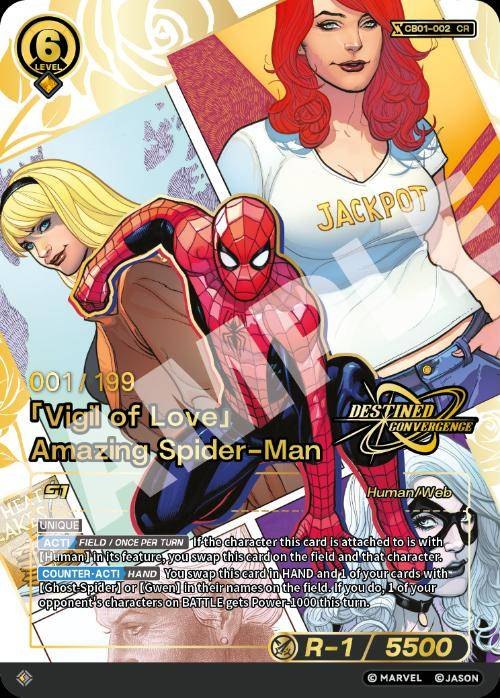 6
LEVEL
CB01-002 CR
JACKPOT
SAMPLE
001/199
「Vigil of Love」
Amazing Spider-Man
DESTINED
CONVERGENCE
S1
Human/Web
UNIQUE
ACT1 FIELD / ONCE PER TURN If the character this card is attached to is with
[Human] in its feature, you swap this card on the field and that character.
COUNTER·ACT1 HAND You swap this card in HAND and 1 of your cards with
[Ghost-Spider] or [Gwen] in their names on the field. If you do, 1 of your
opponent's characters on BATTLE gets Power-1000 this turn.
R-1 / 5500
© MARVEL © JASON